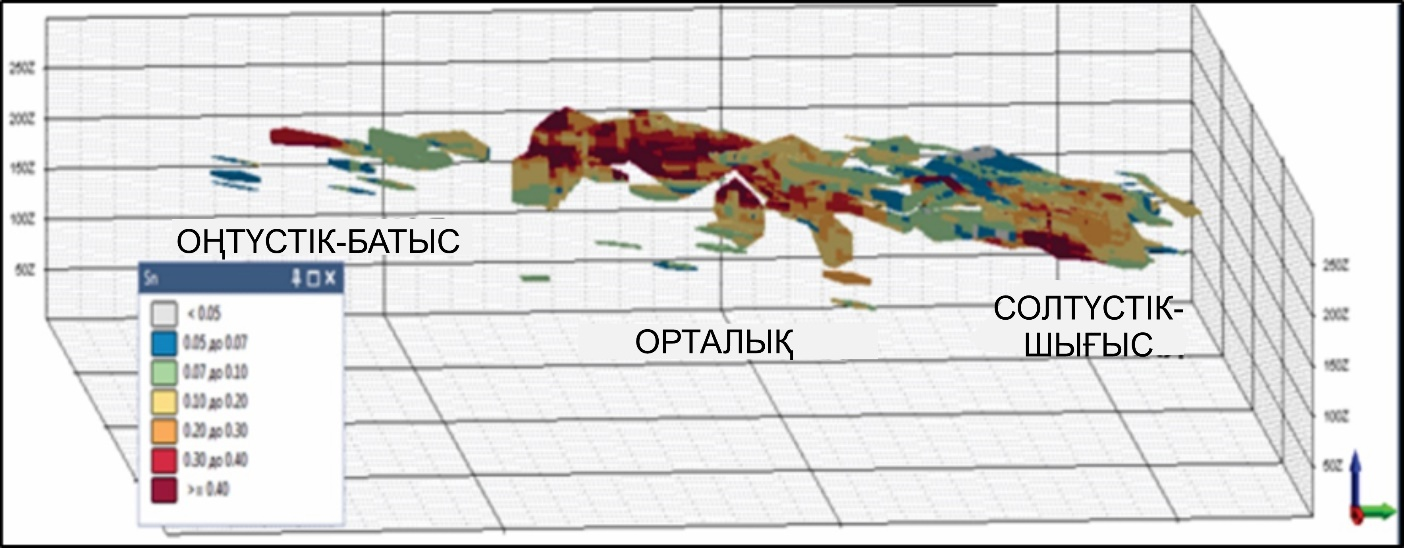 250Z
200Z
150Z
100Z
50Z
ОҢТҮСТІК-БАТЫС
ОРТАЛЫҚ
СОЛТҮСТІК-
ШЫҒЫС
Sn
< 0.05
0.05 до 0.07
0.07 до 0.10
0.10 до 0.20
0.20 до 0.30
0.30 до 0.40
>= 0.40
250Z
200Z
150Z
100Z
50Z